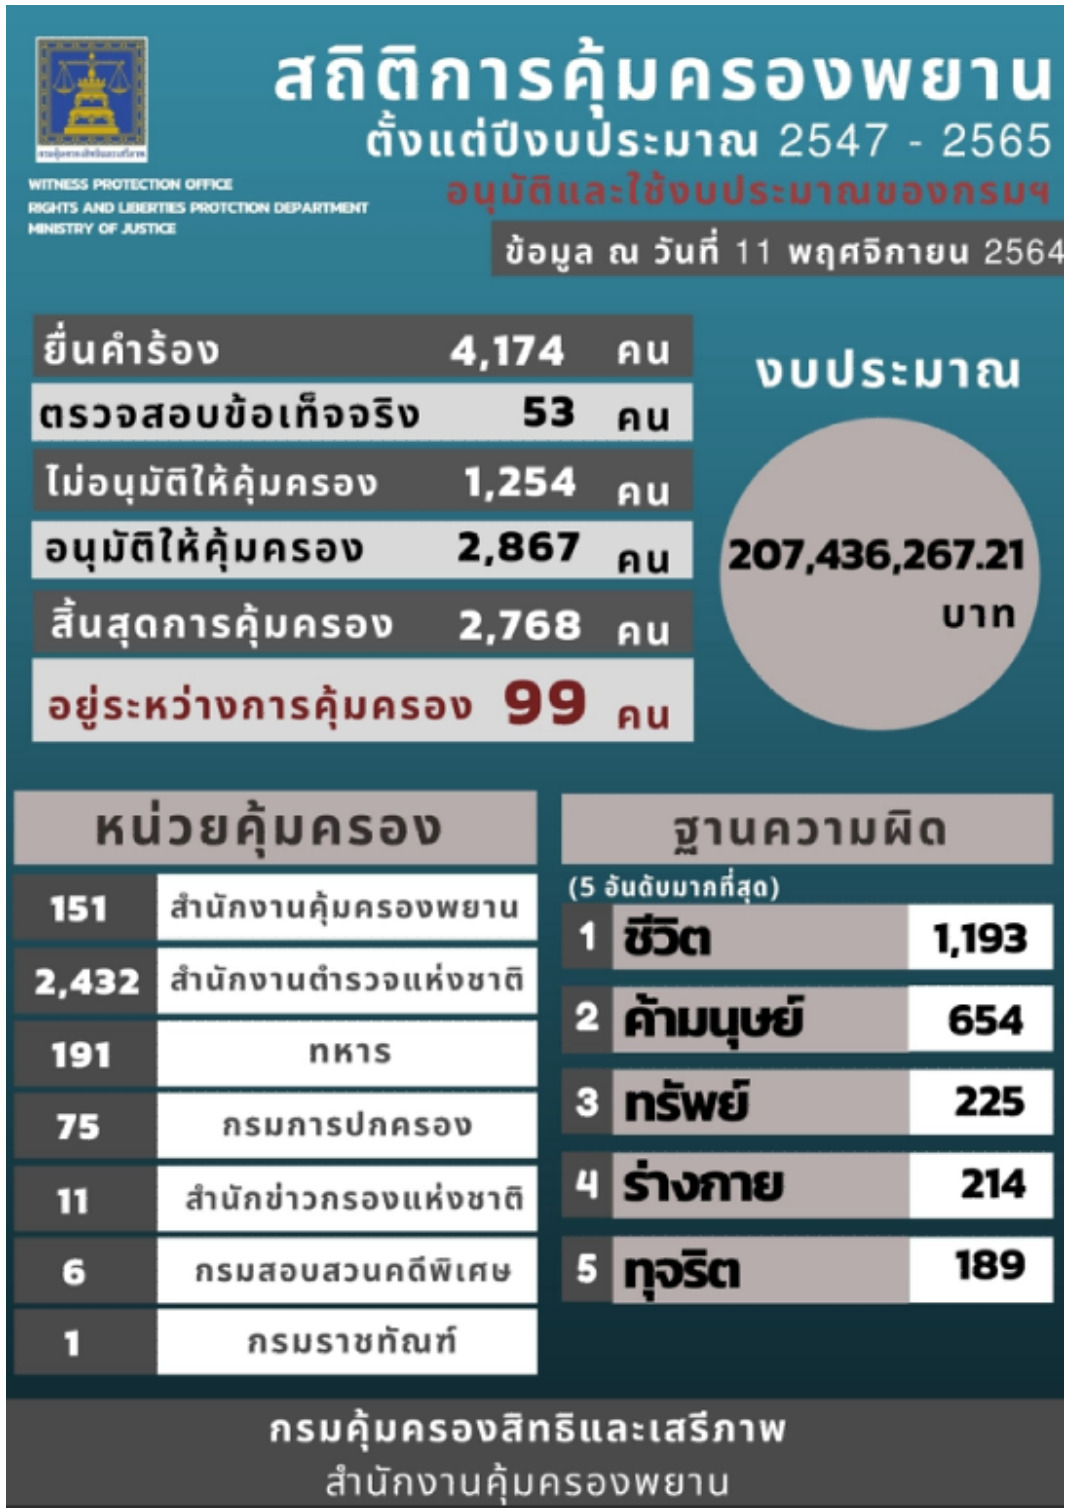 กรมคุ้มครองสิทธิและเสรีภาพ
WITNESS PROTECTION OFFICE
RIGHTS AND LIBERTIES PROTCTION DEPARTMENT
MINISTRY OF JUSTICE
สถิติการคุ้มครองพยาน
ตั้งแต่ปีงบประมาณ 2547 - 2565
อนุมัติและใช้งบประมาณของกรมฯ
ข้อมูล ณ วันที่ 11 พฤศจิกายน 2564
ยื่นคำร้อง 4,174 คน
ตรวจสอบข้อเท็จจริง 53 คน
ไม่อนุมัติให้คุ้มครอง 1,254 คน
อนุมัติให้คุ้มครอง 2,867 คน
สิ้นสุดการคุ้มครอง 2,768 คน
อยู่ระหว่างการคุ้มครอง 99 คน
งบประมาณ
207,436,267.21
บาท
หน่วยคุ้มครอง
151 สำนักงานคุ้มครองพยาน
2,432 สำนักงานตำรวจแห่งชาติ
191 ทหาร
75 กรมการปกครอง
11 สำนักข่าวกรองแห่งชาติ
6 กรมสอบสวนคดีพิเศษ
1 กรมราชทัณฑ์
ฐานความผิด
(5 อันดับมากที่สุด)
1 ชีวิต 1,193
2 ค้ามนุษย์ 654
3 ทรัพย์ 225
4 ร่างกาย 214
5 ทุจริต 189
กรมคุ้มครองสิทธิและเสรีภาพ
สำนักงานคุ้มครองพยาน